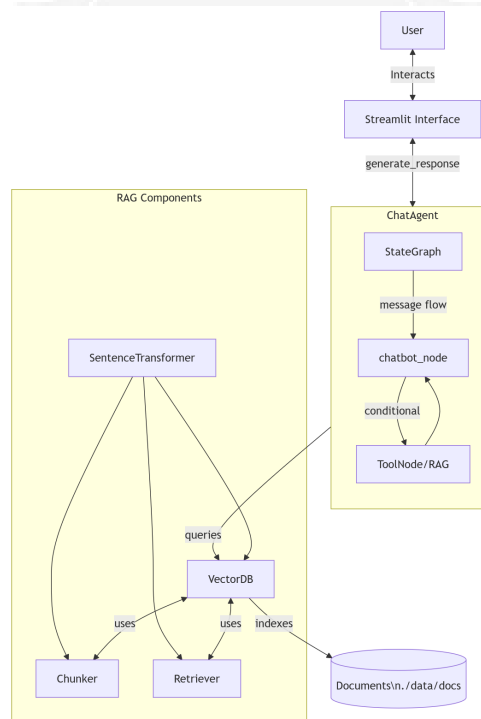 User
Interacts
Streamlit Interface
generate_response
RAG Components
ChatAgent
StateGraph
message flow
SentenceTransformer
chatbot_node
conditional
ToolNode/RAG
queries
VectorDB
uses
uses
indexes
Chunker
Retriever
Documents\n./data/docs